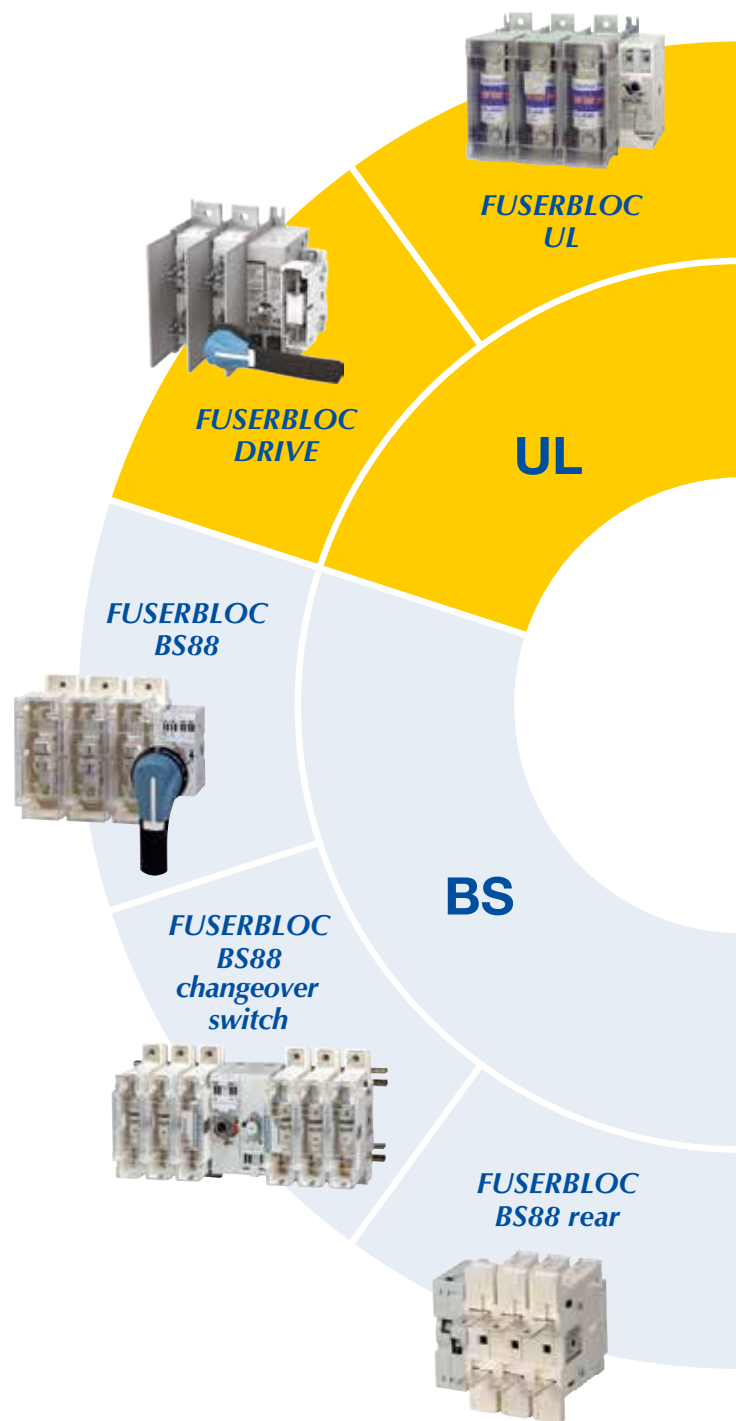 FUSERBLOC
UL
FUSERBLOC
DRIVE
UL
FUSERBLOC
BS88
BS
FUSERBLOC
BS88
changeover
switch
FUSERBLOC
BS88 rear